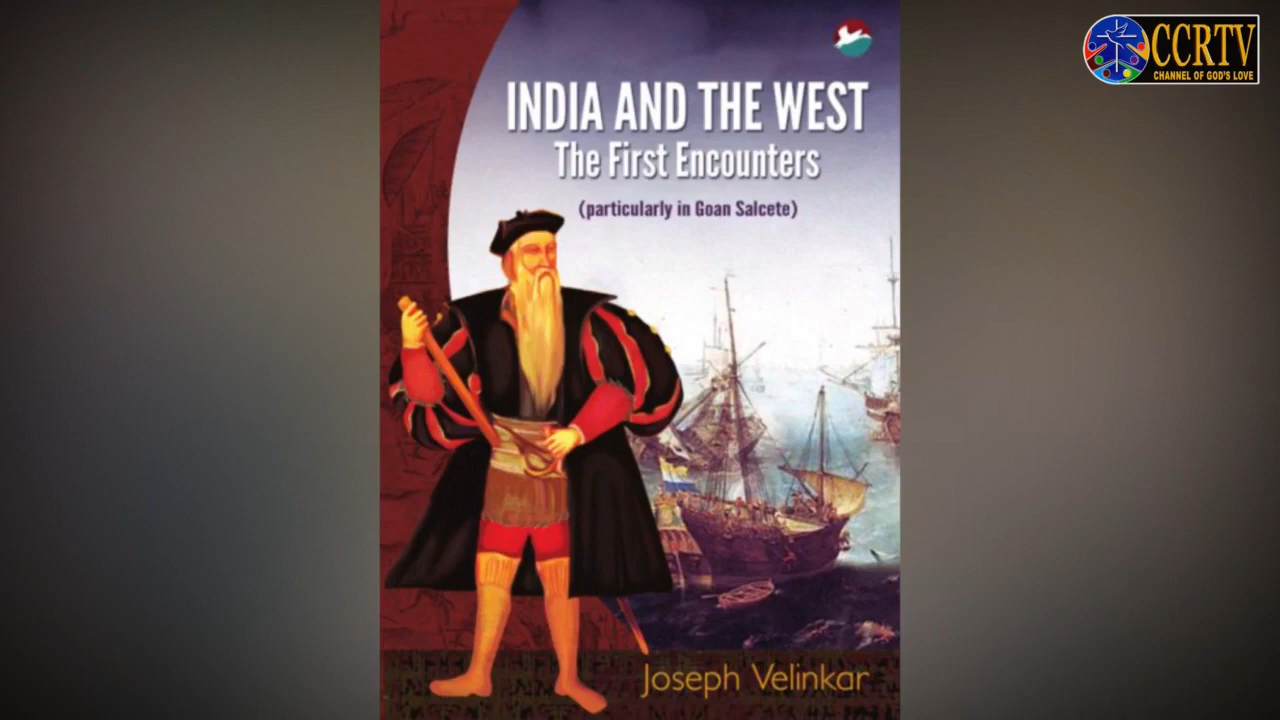 CCRTV
CHANNEL OF GOD'S LOVE
INDIA AND THE WEST
The First Encounters
(particularly in Goan Salcete)
Joseph Velinkar